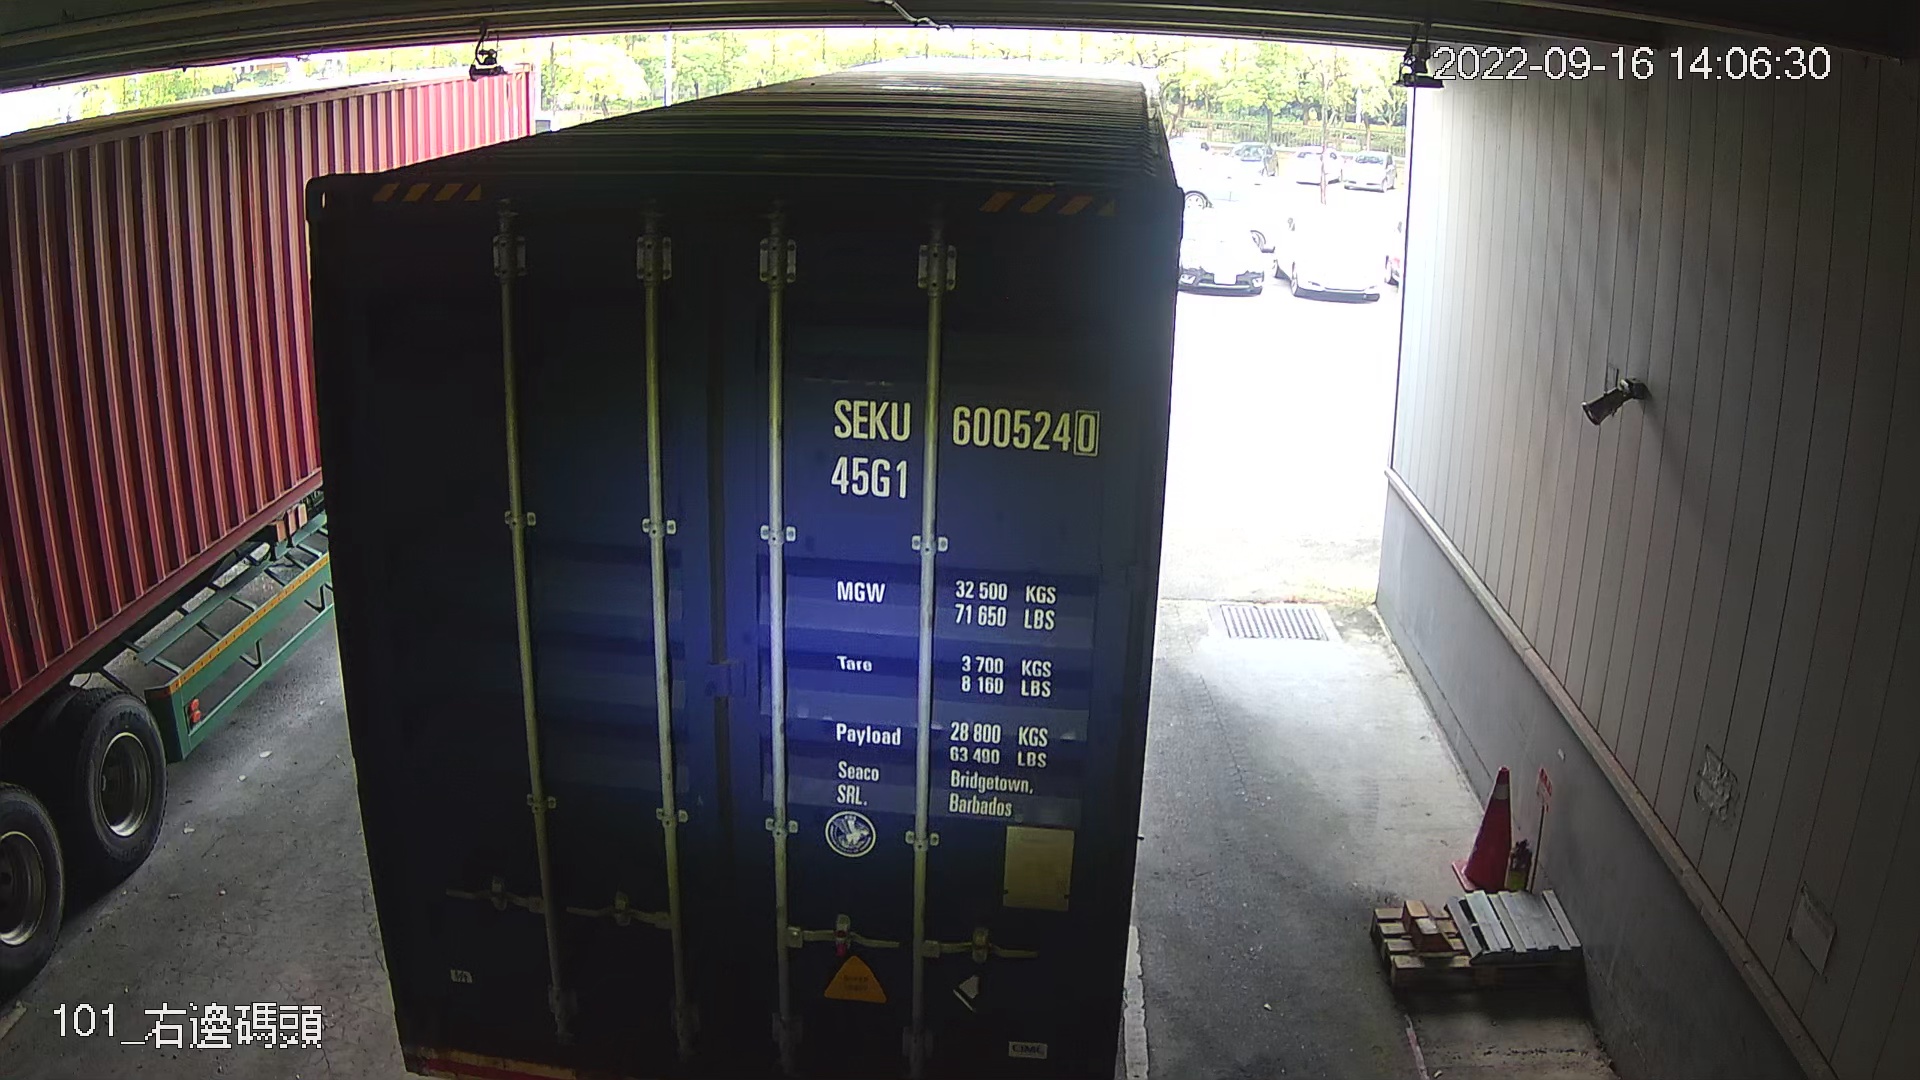 2022-09-16 14:06:30
SEKU 6005240
45G1
MGW 32 500 KGS
71 650 LBS
Tare 3 700 KGS
8 160 LBS
Payload 28 800 KGS
63 490 LBS
Seaco Bridgetown,
SRL. Barbados
CIMC
101_右邊碼頭